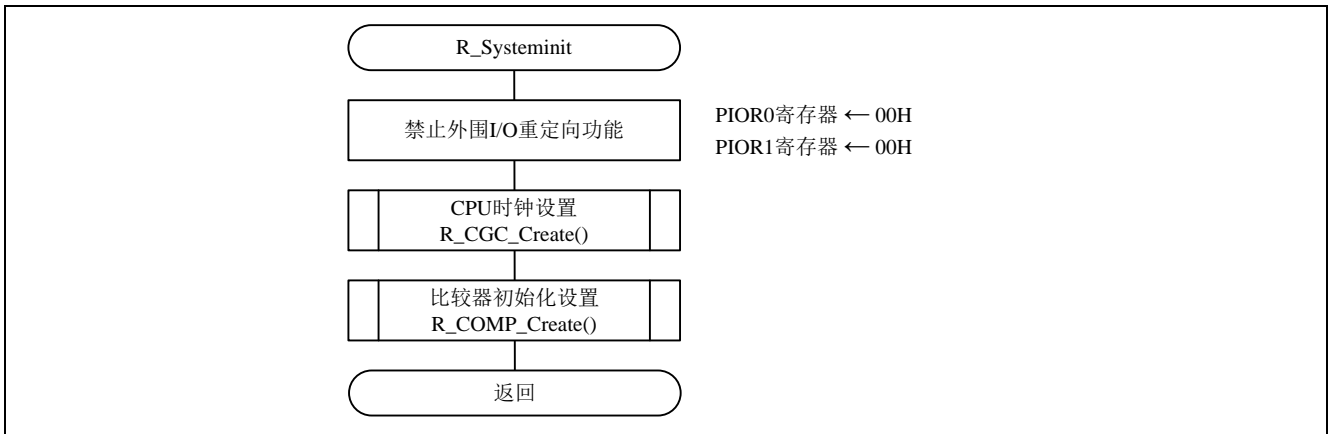 R_Systeminit
禁止外围I/O重定向功能
PIOR0寄存器 ← 00H
PIOR1寄存器 ← 00H
CPU时钟设置
R_CGC_Create()
比较器初始化设置
R_COMP_Create()
返回